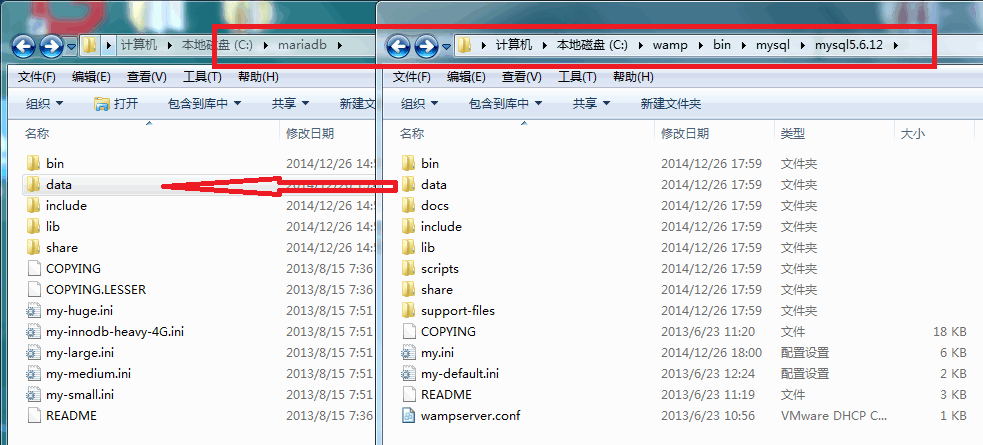 计算机 本地磁盘 (C:) mariadb
文件(F) 编辑(E) 查看(V) 工具(T) 帮助(H)
组织 打开 包含到库中 共享 新建文
名称 修改日期
bin 2014/12/26 14:5
data
include 2014/12/26 14:5
lib 2014/12/26 14:5
share 2014/12/26 14:5
COPYING 2013/8/15 7:36
COPYING.LESSER 2013/8/15 7:36
my-huge.ini 2013/8/15 7:51
my-innodb-heavy-4G.ini 2013/8/15 7:51
my-large.ini 2013/8/15 7:51
my-medium.ini 2013/8/15 7:51
my-small.ini 2013/8/15 7:51
README 2013/8/15 7:36
计算机 本地磁盘 (C:) wamp bin mysql mysql5.6.12
文件(F) 编辑(E) 查看(V) 工具(T) 帮助(H)
组织 包含到库中 共享 新建文件夹
名称 修改日期 类型 大小
bin 2014/12/26 17:59 文件夹
data 2014/12/26 17:59 文件夹
docs 2014/12/26 17:59 文件夹
include 2014/12/26 17:59 文件夹
lib 2014/12/26 17:59 文件夹
scripts 2014/12/26 17:59 文件夹
share 2014/12/26 17:59 文件夹
support-files 2014/12/26 17:59 文件夹
COPYING 2013/6/23 11:20 文件 18 KB
my.ini 2014/12/26 18:00 配置设置 6 KB
my-default.ini 2013/6/23 12:24 配置设置 2 KB
README 2013/6/23 11:19 文件 3 KB
wampserver.conf 2013/6/23 10:56 VMware DHCP C... 1 KB